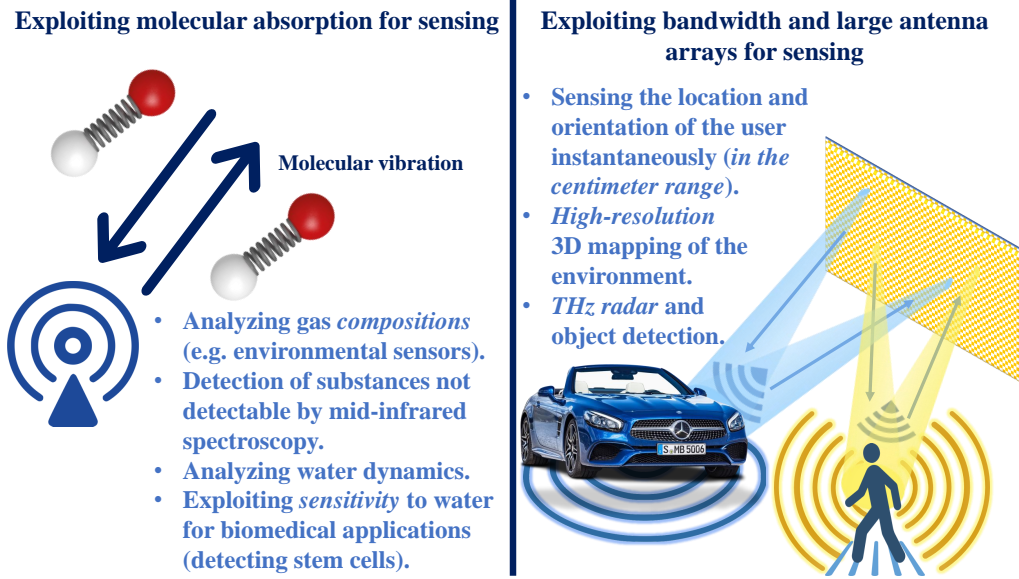 Exploiting molecular absorption for sensing
Molecular vibration
• Analyzing gas compositions
(e.g. environmental sensors).
• Detection of substances not
detectable by mid-infrared
spectroscopy.
• Analyzing water dynamics.
• Exploiting sensitivity to water
for biomedical applications
(detecting stem cells).
Exploiting bandwidth and large antenna
arrays for sensing
• Sensing the location and
orientation of the user
instantaneously (in the
centimeter range).
• High-resolution
3D mapping of the
environment.
• THz radar and
object detection.
S MB 5006